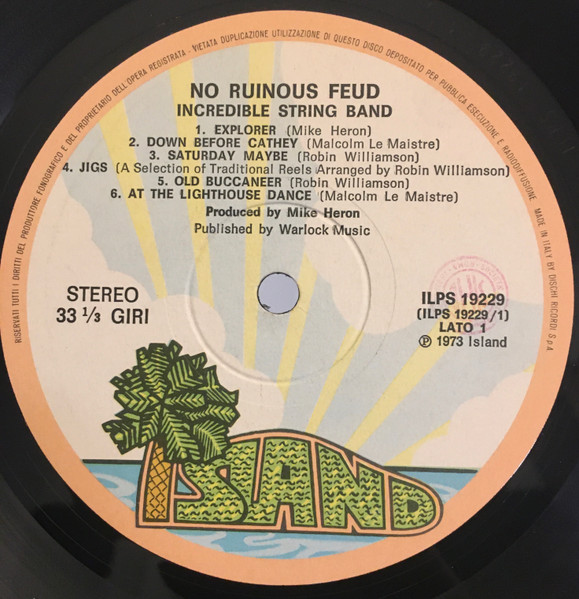 RISERVATI TUTTI I DIRITTI DEL PRODUTTORE FONOGRAFICO E DEL PROPRIETARIO DELL'OPERA REGISTRATA - VIETATA DUPLICAZIONE UTILIZZAZIONE DI QUESTO DISCO DEPOSITATO PER PUBBLICA ESECUZIONE E RADIODIFFUSIONE. MADE IN ITALY BY DISCHI RICORDI S.p.A.
NO RUINOUS FEUD
INCREDIBLE STRING BAND
1. EXPLORER (Mike Heron)
2. DOWN BEFORE CATHEY (Malcolm Le Maistre)
3. SATURDAY MAYBE (Robin Williamson)
4. JIGS (A Selection of Traditional Reels Arranged by Robin Williamson)
5. OLD BUCCANEER (Robin Williamson)
6. AT THE LIGHTHOUSE DANCE (Malcolm Le Maistre)
Produced by Mike Heron
Published by Warlock Music
STEREO
33 1/3 GIRI
ILPS 19229
(ILPS 19229/1)
LATO 1
℗ 1973 Island
ISLAND